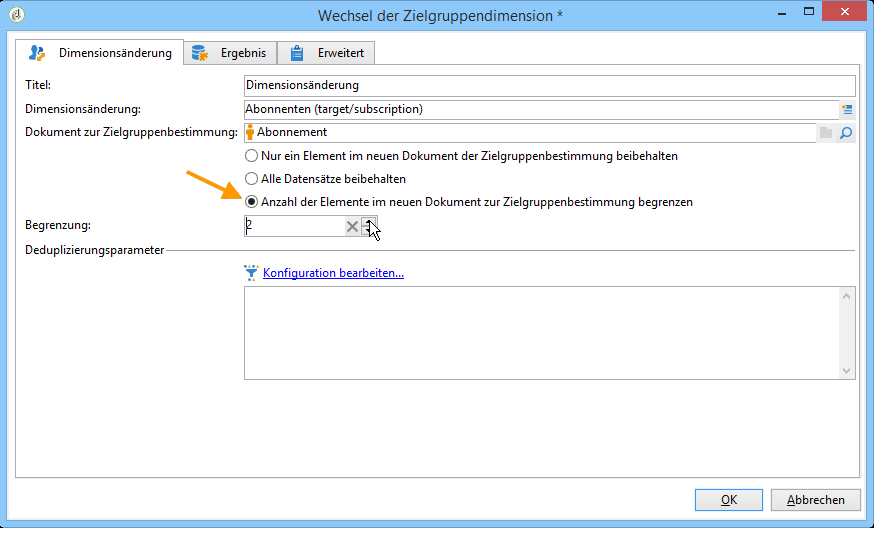 Wechsel der Zielgruppendimension *
Dimensionsänderung Ergebnis Erweitert
Titel: Dimensionsänderung
Dimensionsänderung: Abonnenten (target/subscription)
Dokument zur Zielgruppenbestimmung: Abonnement
Nur ein Element im neuen Dokument der Zielgruppenbestimmung beibehalten
Alle Datensätze beibehalten
Anzahl der Elemente im neuen Dokument zur Zielgruppenbestimmung begrenzen
Begrenzung: 2
Deduplizierungsparameter
Konfiguration bearbeiten...
OK Abbrechen